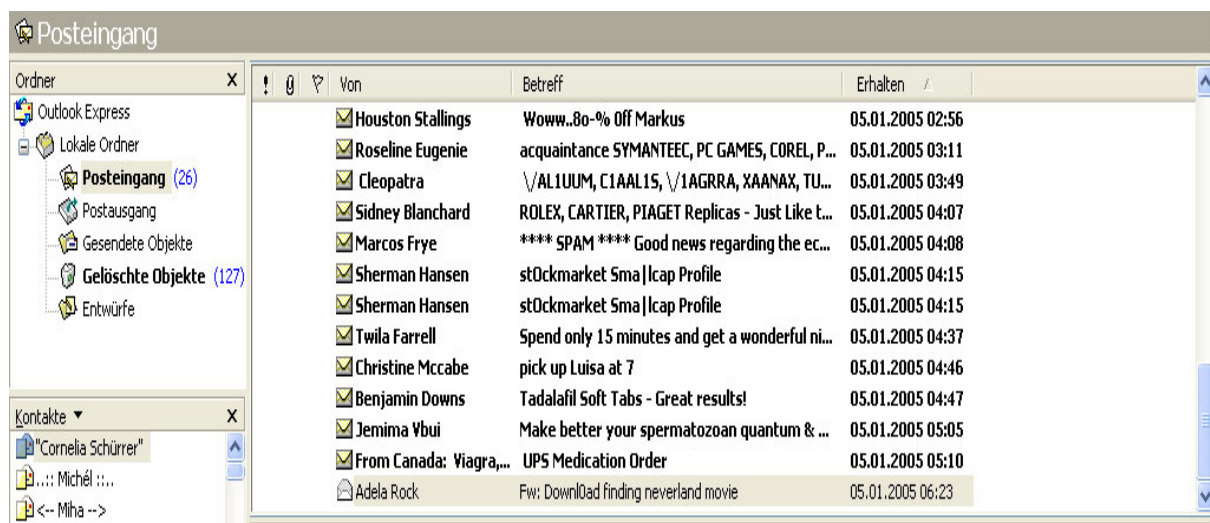 Posteingang
Ordner x
Outlook Express
Lokale Ordner
Posteingang (26)
Postausgang
Gesendete Objekte
Gelöschte Objekte (127)
Entwürfe
Kontakte x
"Cornelia Schürrer"
..:: Michél ::..
<-- Miha -->
! Von Betreff Erhalten
Houston Stallings Woww..8o-% 0ff Markus 05.01.2005 02:56
Roseline Eugenie acquaintance SYMANTEEC, PC GAMES, C0REL, P... 05.01.2005 03:11
Cleopatra \/AL1UUM, C1AAL1S, \/1AGRRA, XAANAX, TU... 05.01.2005 03:49
Sidney Blanchard ROLEX, CARTIER, PIAGET Replicas - Just Like t... 05.01.2005 04:07
Marcos Frye **** SPAM **** Good news regarding the ec... 05.01.2005 04:08
Sherman Hansen st0ckmarket Sma|lcap Profile 05.01.2005 04:15
Sherman Hansen st0ckmarket Sma|lcap Profile 05.01.2005 04:15
Twila Farrell Spend only 15 minutes and get a wonderful ni... 05.01.2005 04:37
Christine Mccabe pick up Luisa at 7 05.01.2005 04:46
Benjamin Downs Tadalafil Soft Tabs - Great results! 05.01.2005 04:47
Jemima Vbui Make better your spermatozoan quantum & ... 05.01.2005 05:05
From Canada: Viagra,... UPS Medication Order 05.01.2005 05:10
Adela Rock Fw: Downl0ad finding neverland movie 05.01.2005 06:23